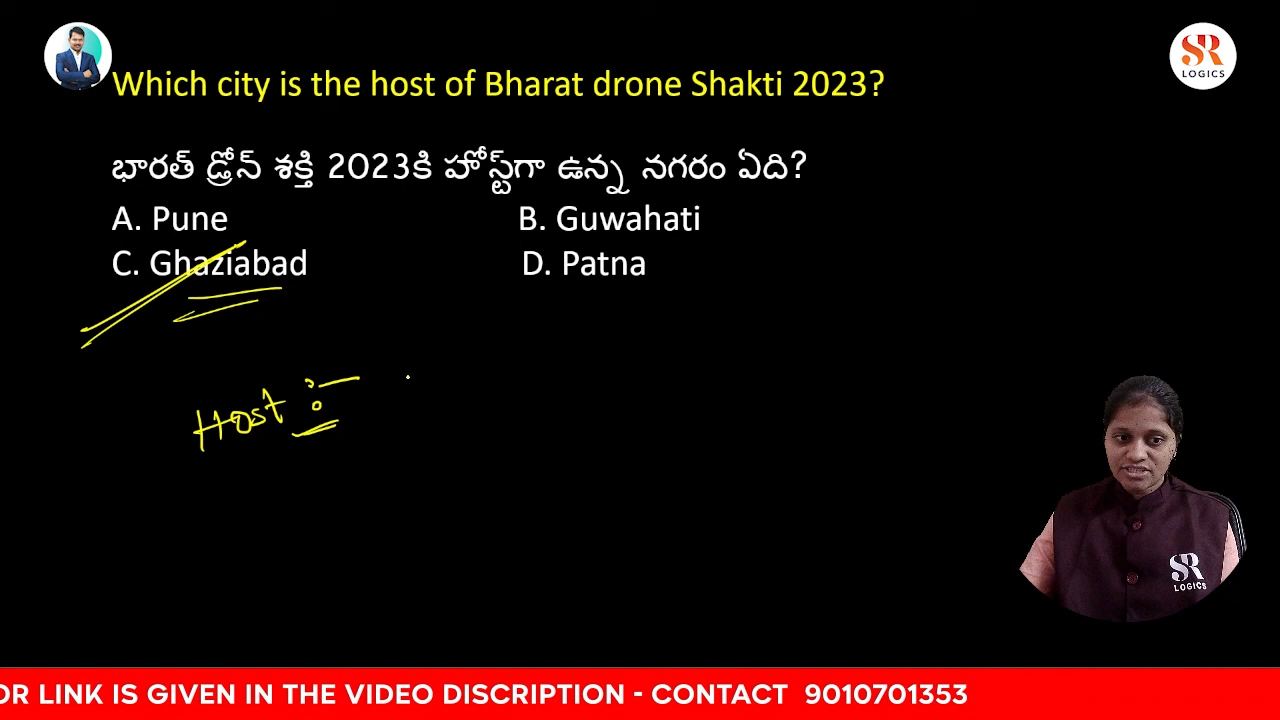 SR
LOGICS
Which city is the host of Bharat drone Shakti 2023?
భారత్ డ్రోన్ శక్తి 2023కి హోస్ట్‌గా ఉన్న నగరం ఏది?
A. Pune B. Guwahati
C. Ghaziabad D. Patna
Host :-
SR
LOGICS
OR LINK IS GIVEN IN THE VIDEO DISCRIPTION - CONTACT 9010701353